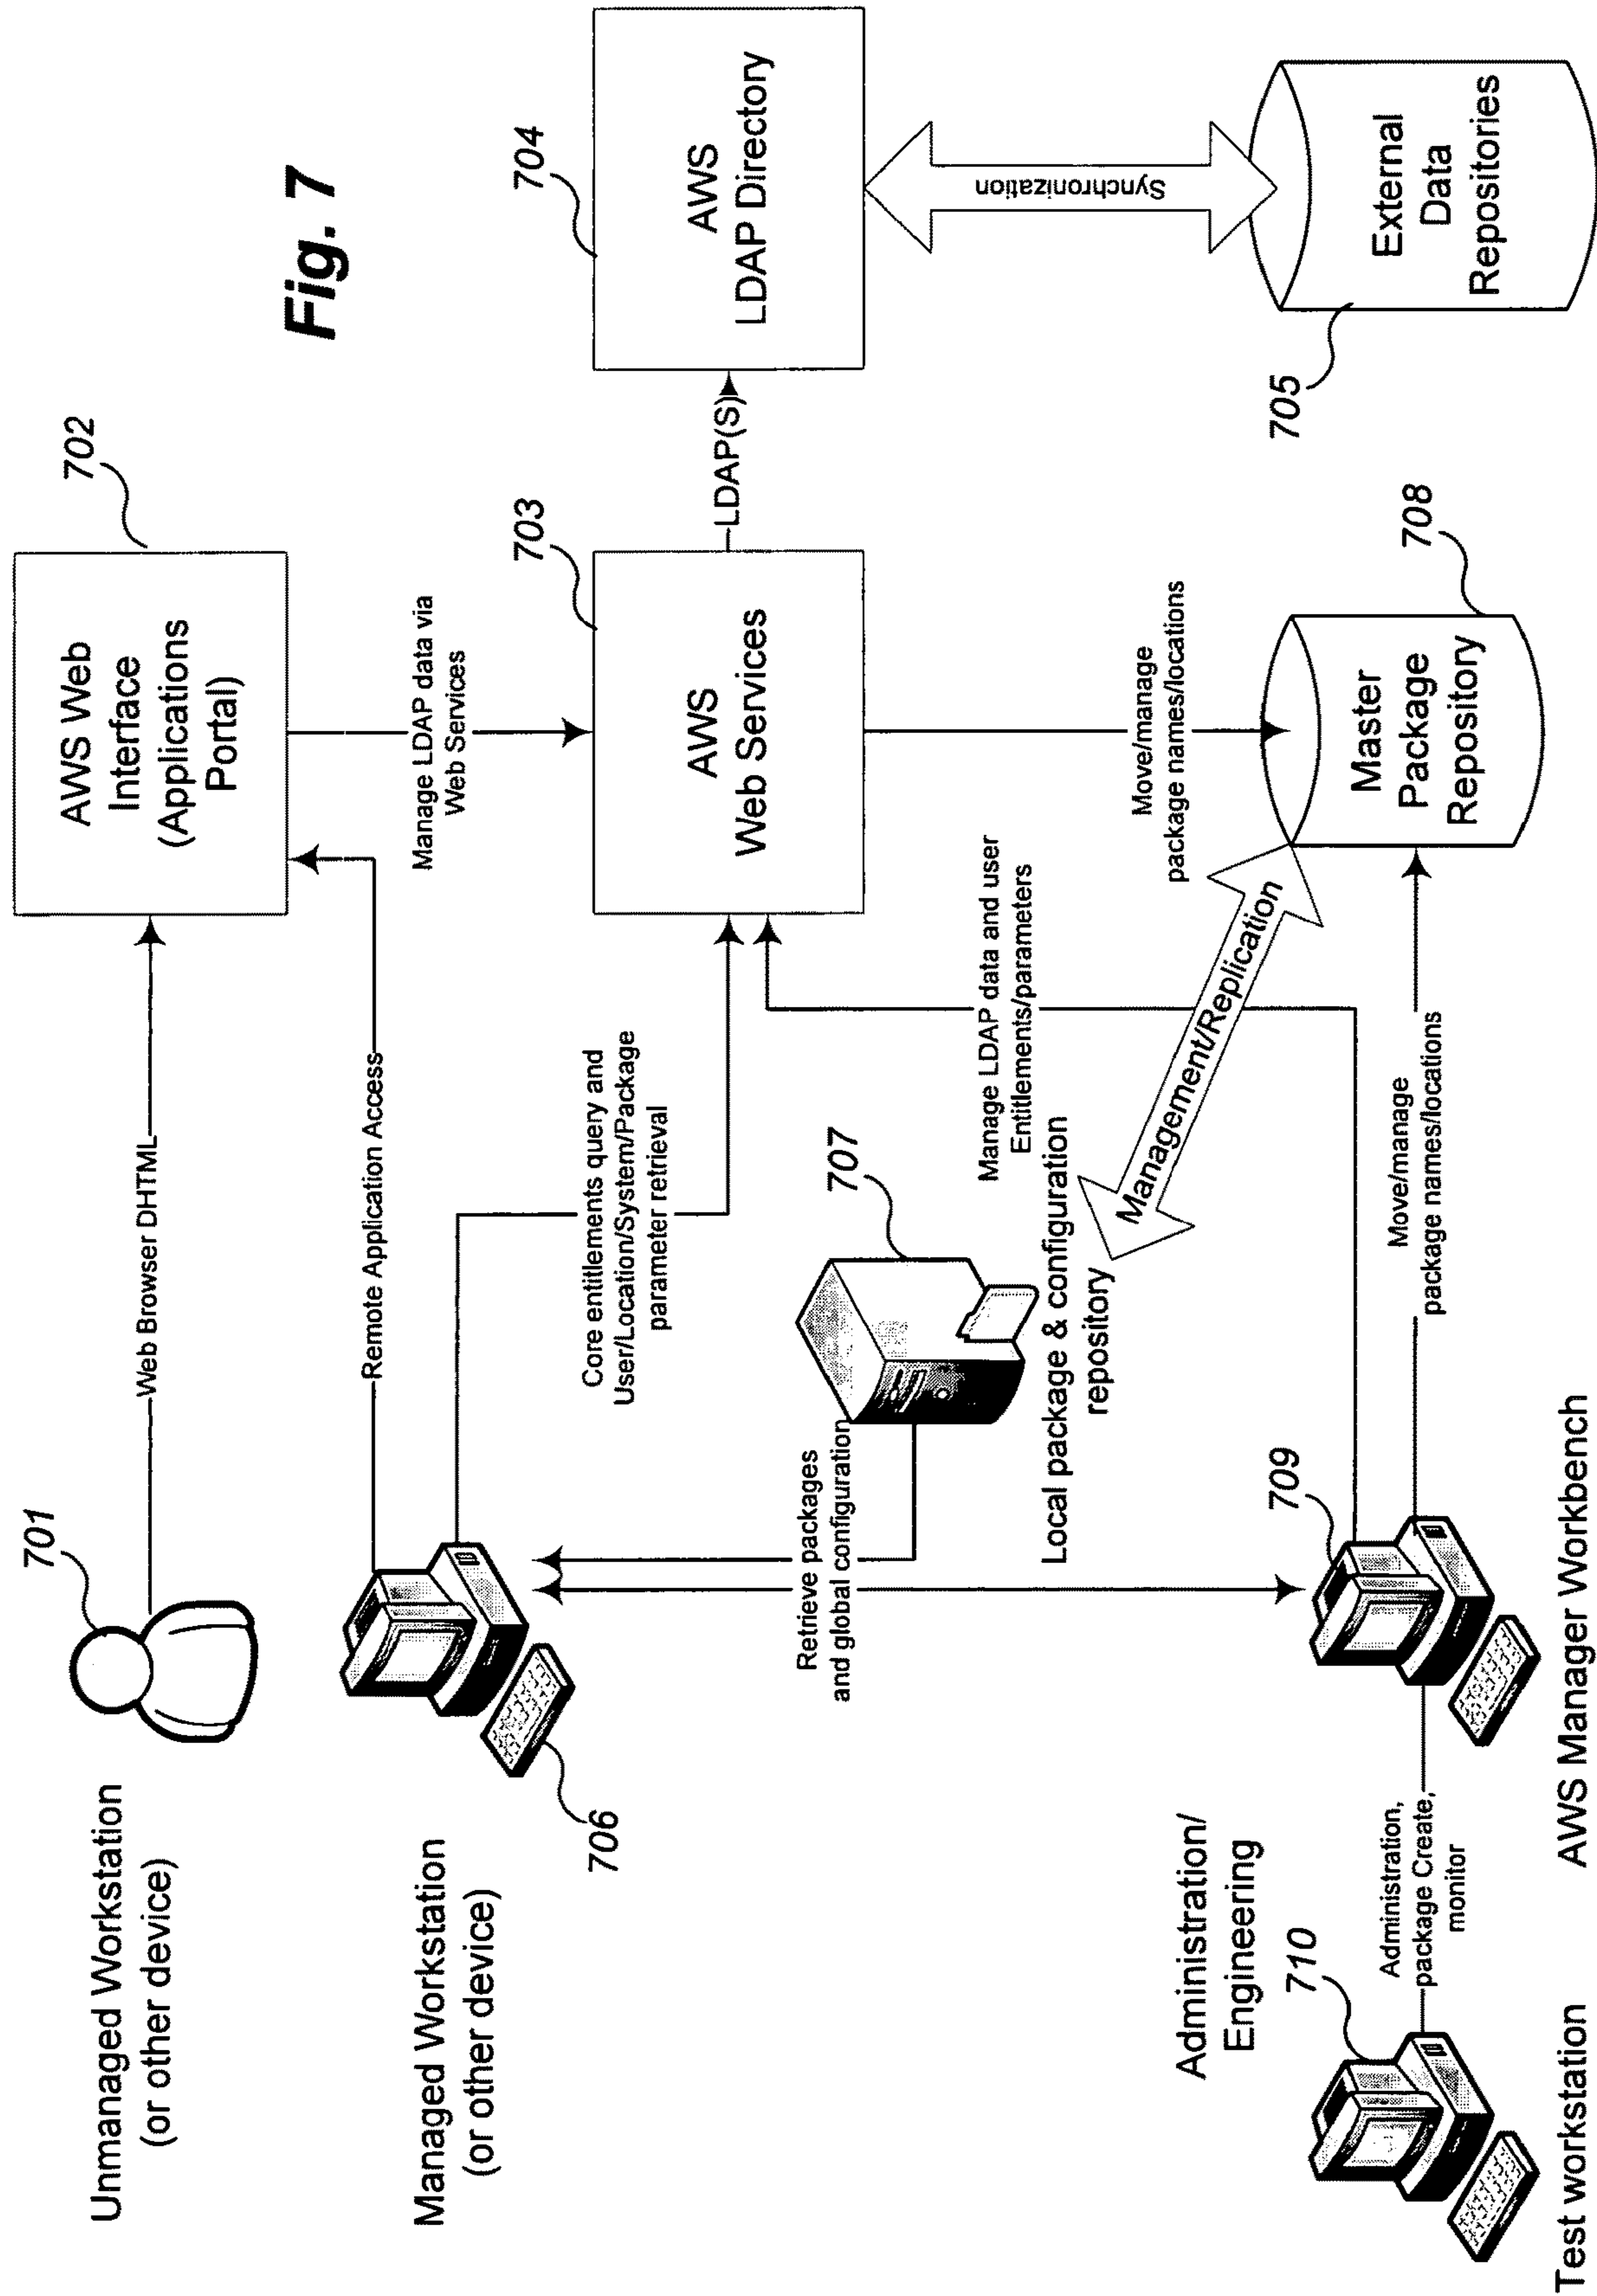 Fig. 7
Unmanaged Workstation
(or other device)
701
Web Browser DHTML
702
AWS Web
Interface
(Applications
Portal)
Managed Workstation
(or other device)
706
Remote Application Access
Manage LDAP data via
Web Services
Core entitlements query and
User/Location/System/Package
parameter retrieval
703
AWS
Web Services
LDAP(S)
704
AWS
LDAP Directory
Synchronization
705
External
Data
Repositories
Retrieve packages
and global configuration
707
Local package & configuration
repository
Management/Replication
Manage LDAP data and user
Entitlements/parameters
Move/manage
package names/locations
708
Master
Package
Repository
Administration/
Engineering
710
Test workstation
Administration,
package Create,
monitor
709
AWS Manager Workbench
Move/manage
package names/locations